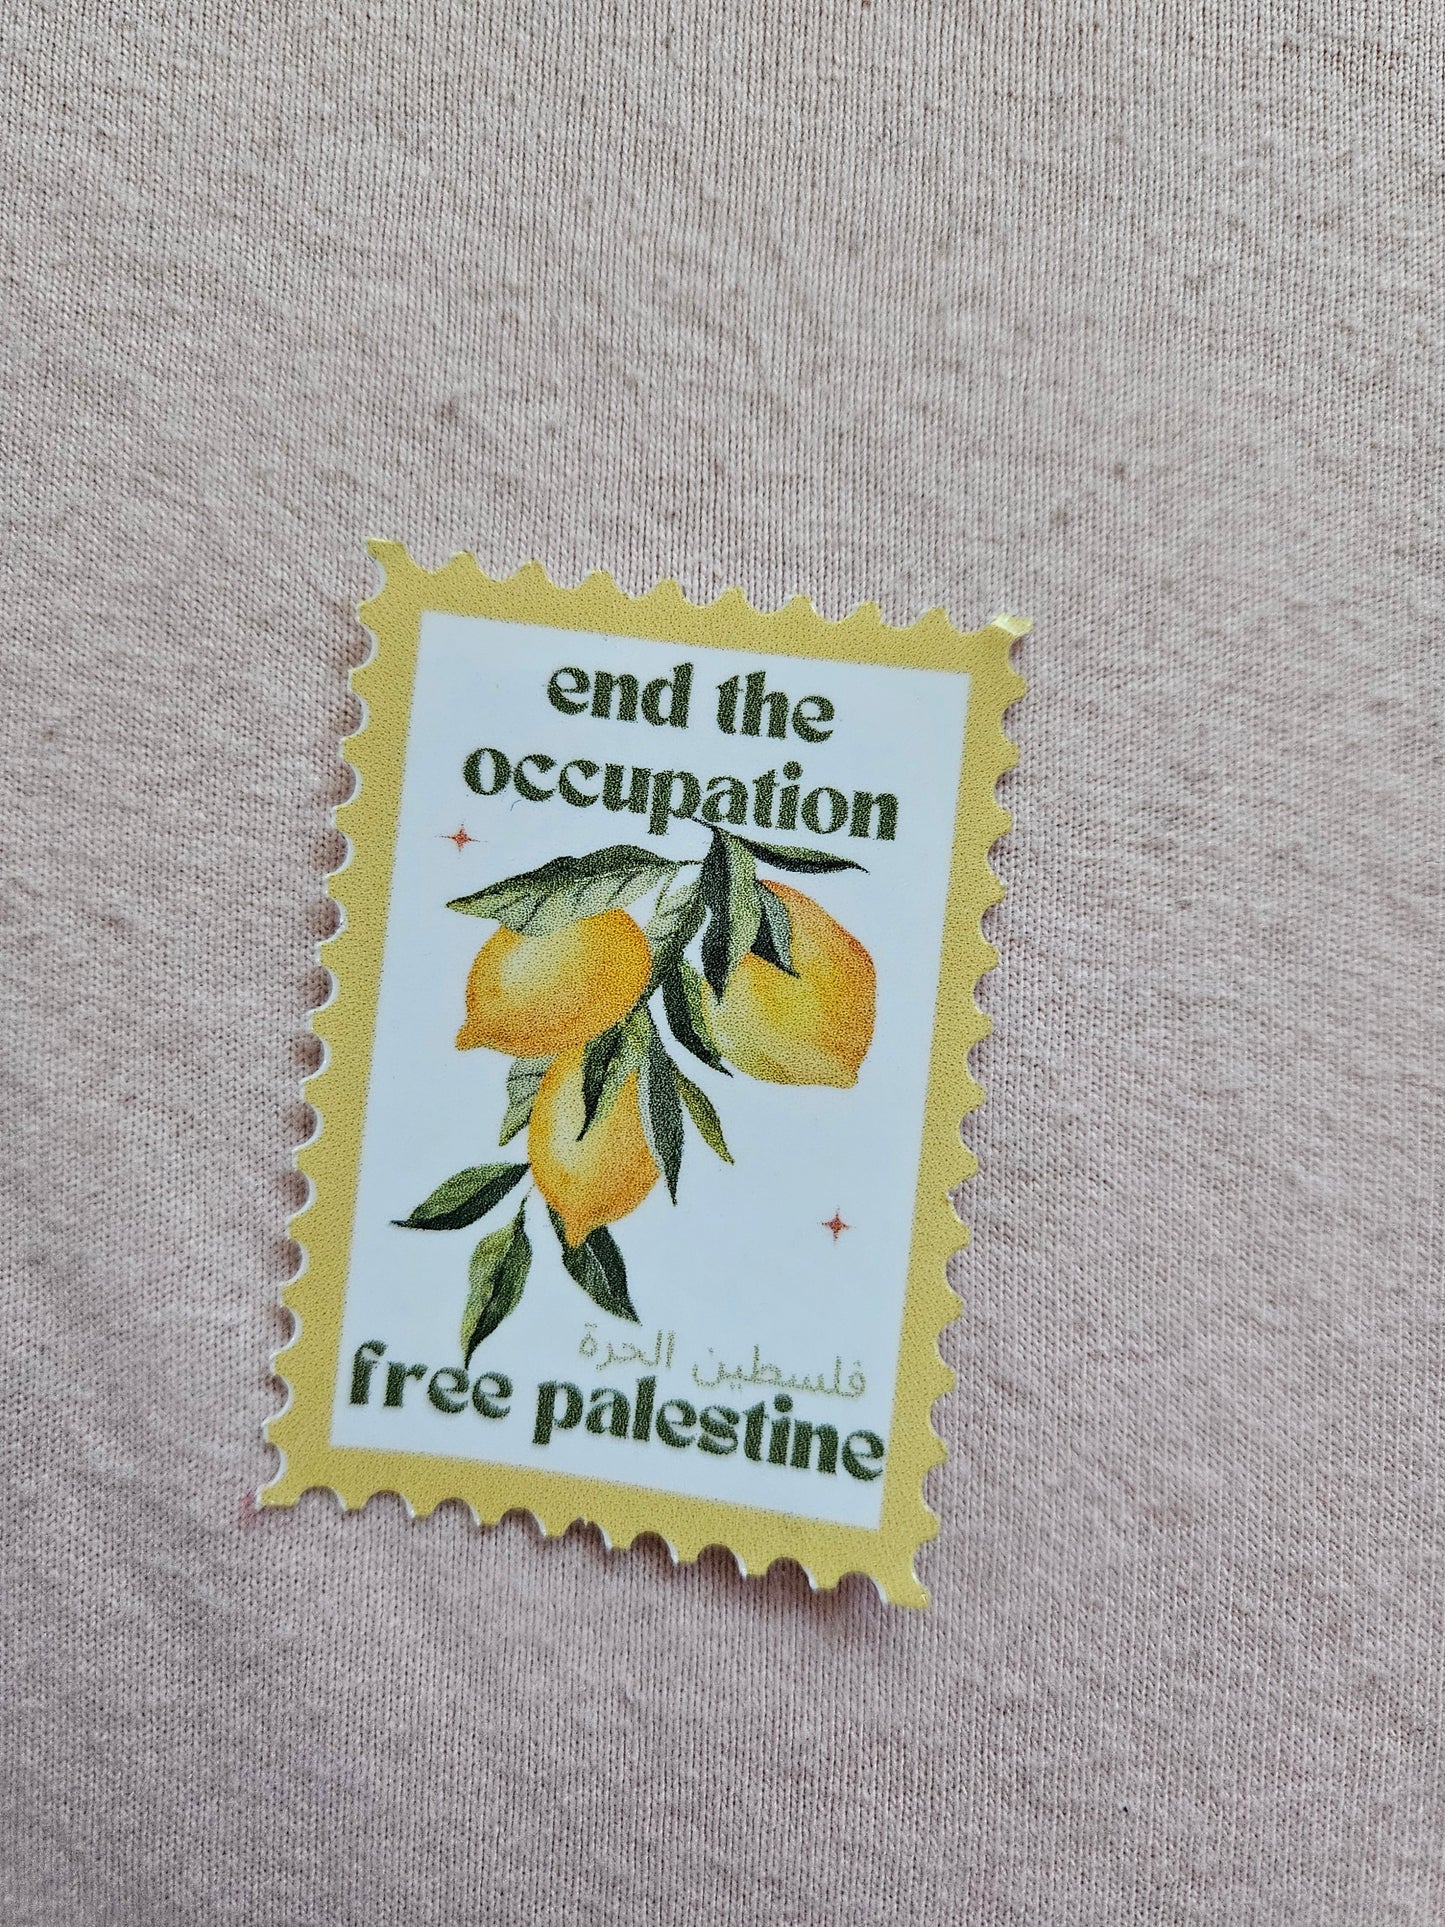 end the
occupation
فلسطين الحرة
free palestine